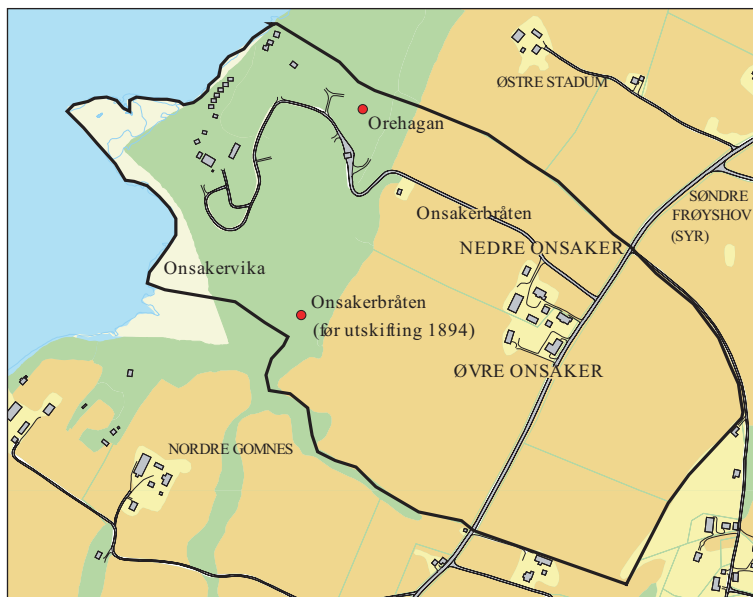 ØSTRE STADUM
Orehagan
SØNDRE
FRØYSHOV
(SYR)
Onsakerbråten
NEDRE ONSAKER
Onsakervika
Onsakerbråten
(før utskifting 1894)
ØVRE ONSAKER
NORDRE GOMNES